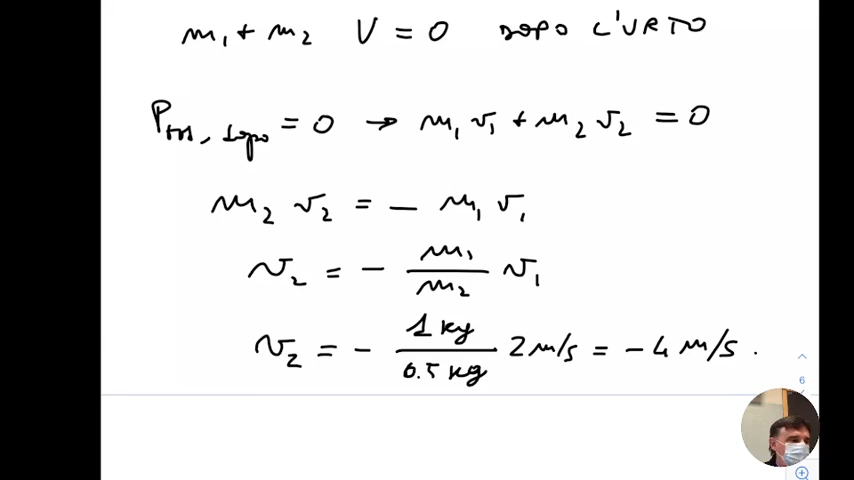 m₁ + m₂ V = 0 DOPO L'URTO
P_tot, dopo = 0 → m₁ v₁ + m₂ v₂ = 0
m₂ v₂ = − m₁ v₁
v₂ = − m₁/m₂ v₁
v₂ = − 1 kg/0.5 kg 2 m/s = − 4 m/s .
6